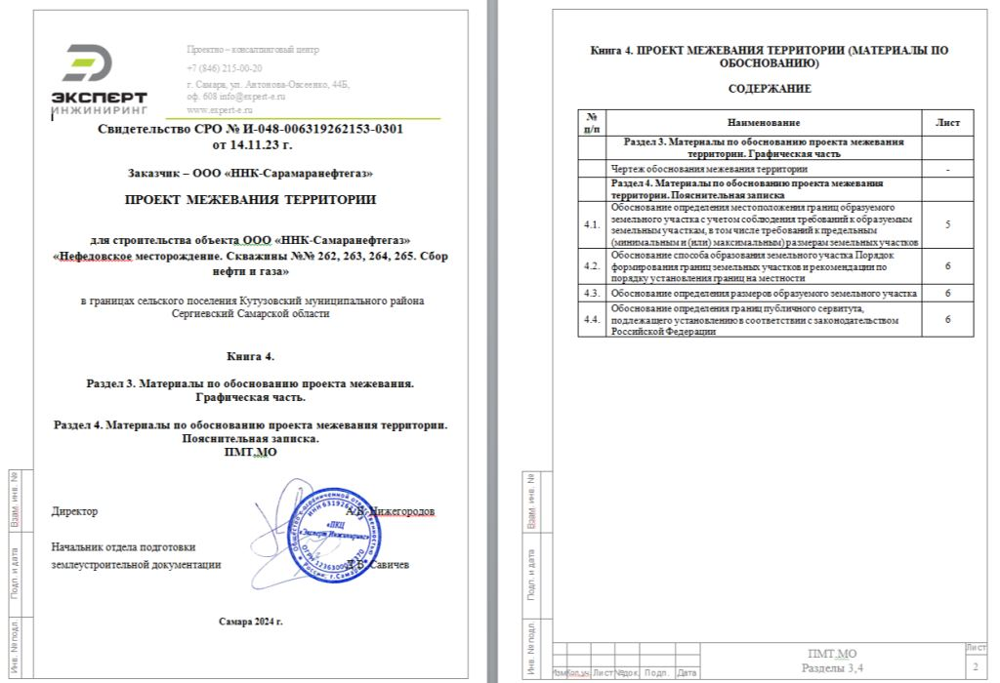 Проектно – консалтинговый центр
+7 (846) 215-00-20
г. Самара, ул. Антонова-Овсеенко, 44Б,
оф. 608 info@expert-e.ru
www.expert-e.ru
ЭКСПЕРТ
ИНЖИНИРИНГ
Свидетельство СРО № И-048-006319262153-0301
от 14.11.23 г.
Заказчик – ООО «ННК-Сарамаранефтегаз»
ПРОЕКТ МЕЖЕВАНИЯ ТЕРРИТОРИИ
для строительства объекта ООО «ННК-Самаранефтегаз»
«Нефедовское месторождение. Скважины №№ 262, 263, 264, 265. Сбор
нефти и газа»
в границах сельского поселения Кутузовский муниципального района
Сергиевский Самарской области
Книга 4.
Раздел 3. Материалы по обоснованию проекта межевания.
Графическая часть.
Раздел 4. Материалы по обоснованию проекта межевания территории.
Пояснительная записка.
ПМТ.МО
Директор
А.В. Нижегородов
Начальник отдела подготовки
землеустроительной документации
Савичев
Общество с ограниченной ответственностью
«ПКЦ
«Эксперт Инжиниринг»
Россия, г. Самара
Самара 2024 г.
Взам. инв. №
Подп. и дата
Инв. № подл.
Книга 4. ПРОЕКТ МЕЖЕВАНИЯ ТЕРРИТОРИИ (МАТЕРИАЛЫ ПО
ОБОСНОВАНИЮ)
СОДЕРЖАНИЕ
№ п/п Наименование Лист
Раздел 3. Материалы по обоснованию проекта межевания
территории. Графическая часть
Чертеж обоснования межевания территории -
Раздел 4. Материалы по обоснованию проекта межевания
территории. Пояснительная записка
4.1. Обоснование определения местоположения границ образуемого
земельного участка с учетом соблюдения требований к образуемым
земельным участкам, в том числе требований к предельным
(минимальным и (или) максимальным) размерам земельных участков 5
4.2. Обоснование способа образования земельного участка Порядок
формирования границ земельных участков и рекомендации по
порядку установления границ на местности 6
4.3. Обоснование определения размеров образуемого земельного участка 6
4.4. Обоснование определения границ публичного сервитута,
подлежащего установлению в соответствии с законодательством
Российской Федерации 6
Взам. инв. №
Подп. и дата
Инв. № подл.
Изм Кол.уч. Лист №док. Подп. Дата
ПМТ.МО
Разделы 3,4
Лист
2